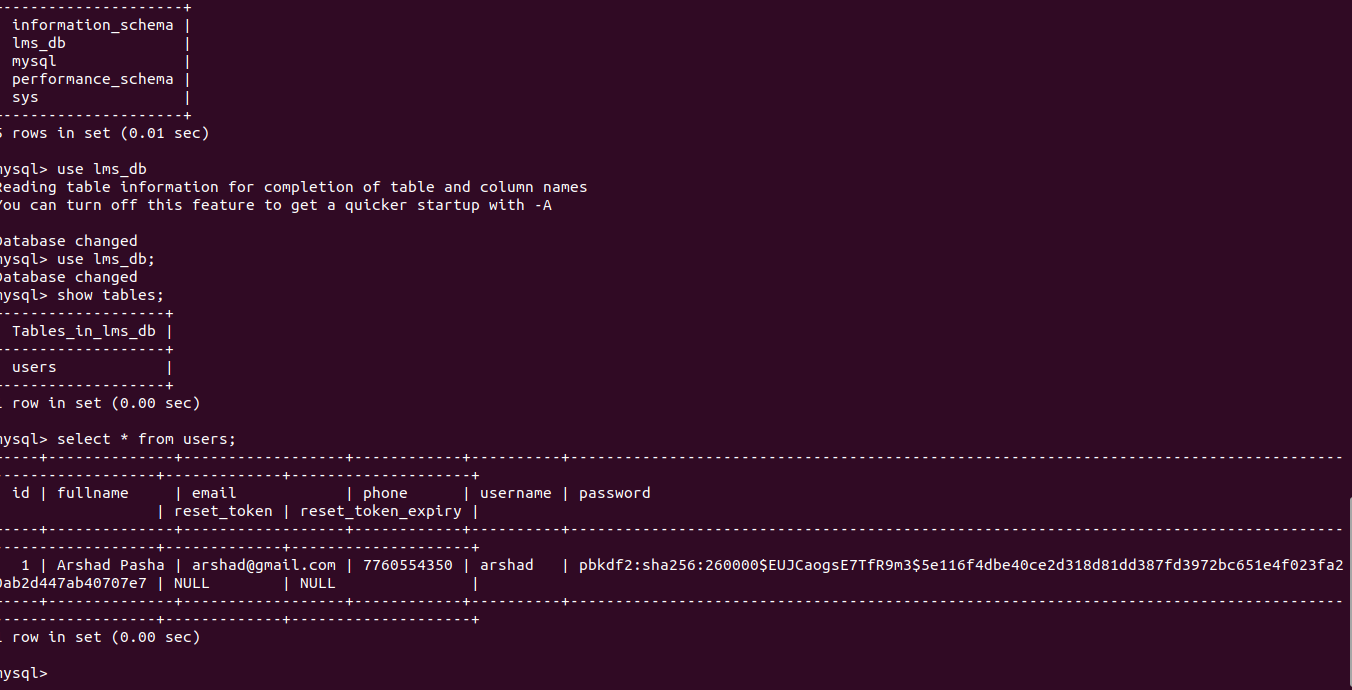 --------------------+
information_schema |
lms_db             |
mysql              |
performance_schema |
sys                |
--------------------+
5 rows in set (0.01 sec)
mysql> use lms_db
Reading table information for completion of table and column names
You can turn off this feature to get a quicker startup with -A
Database changed
mysql> use lms_db;
Database changed
mysql> show tables;
------------------+
Tables_in_lms_db |
------------------+
users            |
------------------+
1 row in set (0.00 sec)
mysql> select * from users;
----+--------------+------------------+------------+----------+--------------------------------------------------------------------------------------
-----------------+-------------+--------------------+
id | fullname     | email            | phone      | username | password
                 | reset_token | reset_token_expiry |
----+--------------+------------------+------------+----------+--------------------------------------------------------------------------------------
-----------------+-------------+--------------------+
1 | Arshad Pasha | arshad@gmail.com | 7760554350 | arshad   | pbkdf2:sha256:260000$EUJCaogsE7TfR9m3$5e116f4dbe40ce2d318d81dd387fd3972bc651e4f023fa2
0ab2d447ab40707e7 | NULL        | NULL               |
----+--------------+------------------+------------+----------+--------------------------------------------------------------------------------------
-----------------+-------------+--------------------+
1 row in set (0.00 sec)
mysql>